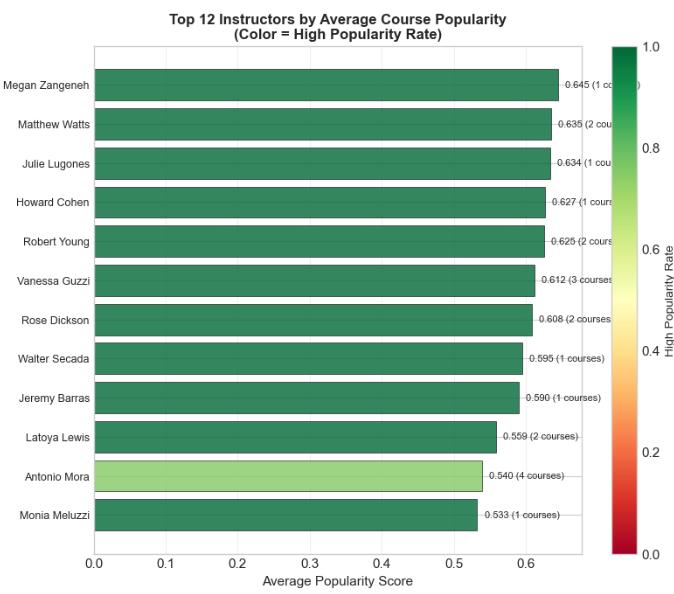 Top 12 Instructors by Average Course Popularity
(Color = High Popularity Rate)
Megan Zangeneh 0.645 (1 co )
Matthew Watts 0.635 (2 cou
Julie Lugones 0.634 (1 cou
Howard Cohen 0.627 (1 cours
Robert Young 0.625 (2 cours
Vanessa Guzzi 0.612 (3 courses
Rose Dickson 0.608 (2 courses
Walter Secada 0.595 (1 courses)
Jeremy Barras 0.590 (1 courses)
Latoya Lewis 0.559 (2 courses)
Antonio Mora 0.540 (4 courses)
Monia Meluzzi 0.533 (1 courses)
0.0 0.1 0.2 0.3 0.4 0.5 0.6
Average Popularity Score
1.0
0.8
0.6
0.4
0.2
0.0
High Popularity Rate